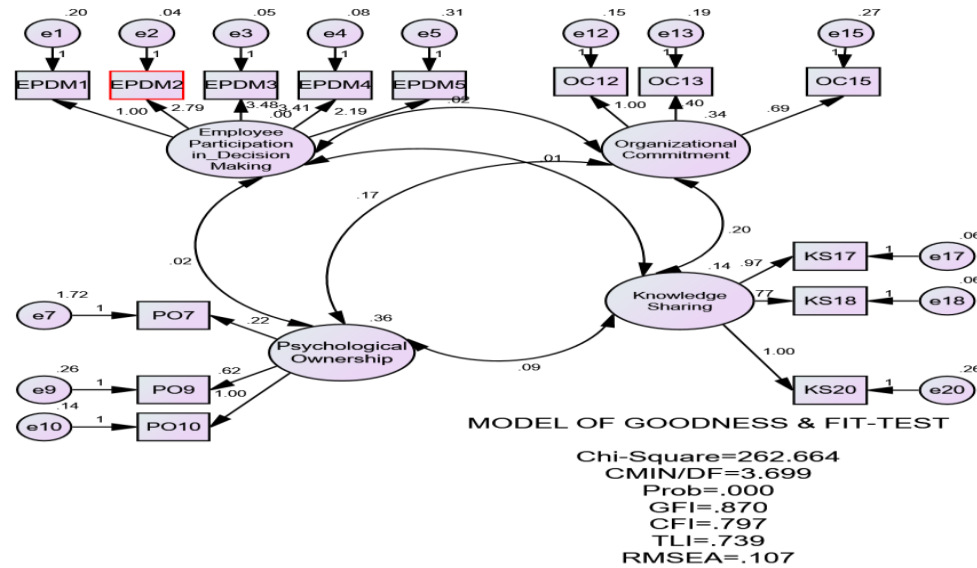 .20 .04 .05 .08 .31 .15 .19 .27
e1 e2 e3 e4 e5 e12 e13 e15
1 1 1 1 1 1 1 1
EPDM1 EPDM2 EPDM3 EPDM4 EPDM5 OC12 OC13 OC15
1.00 2.79 3.48 3.41 2.19 1.00 .40 .69
.00 .02 .34
Employee
Participation
in_Decision
Making
Organizational
Commitment
.01
.17
.20
.02
.06
KS17 1 e17
.14 .97
Knowledge
Sharing
.06
.77 KS18 1 e18
1.72
e7 1 PO7
.22
.36
Psychological
Ownership
.09
1.00
.26
KS20 1 e20
.26
e9 1 PO9
.62
.14
e10 1 PO10
1.00
MODEL OF GOODNESS & FIT-TEST
Chi-Square=262.664
CMIN/DF=3.699
Prob=.000
GFI=.870
CFI=.797
TLI=.739
RMSEA=.107